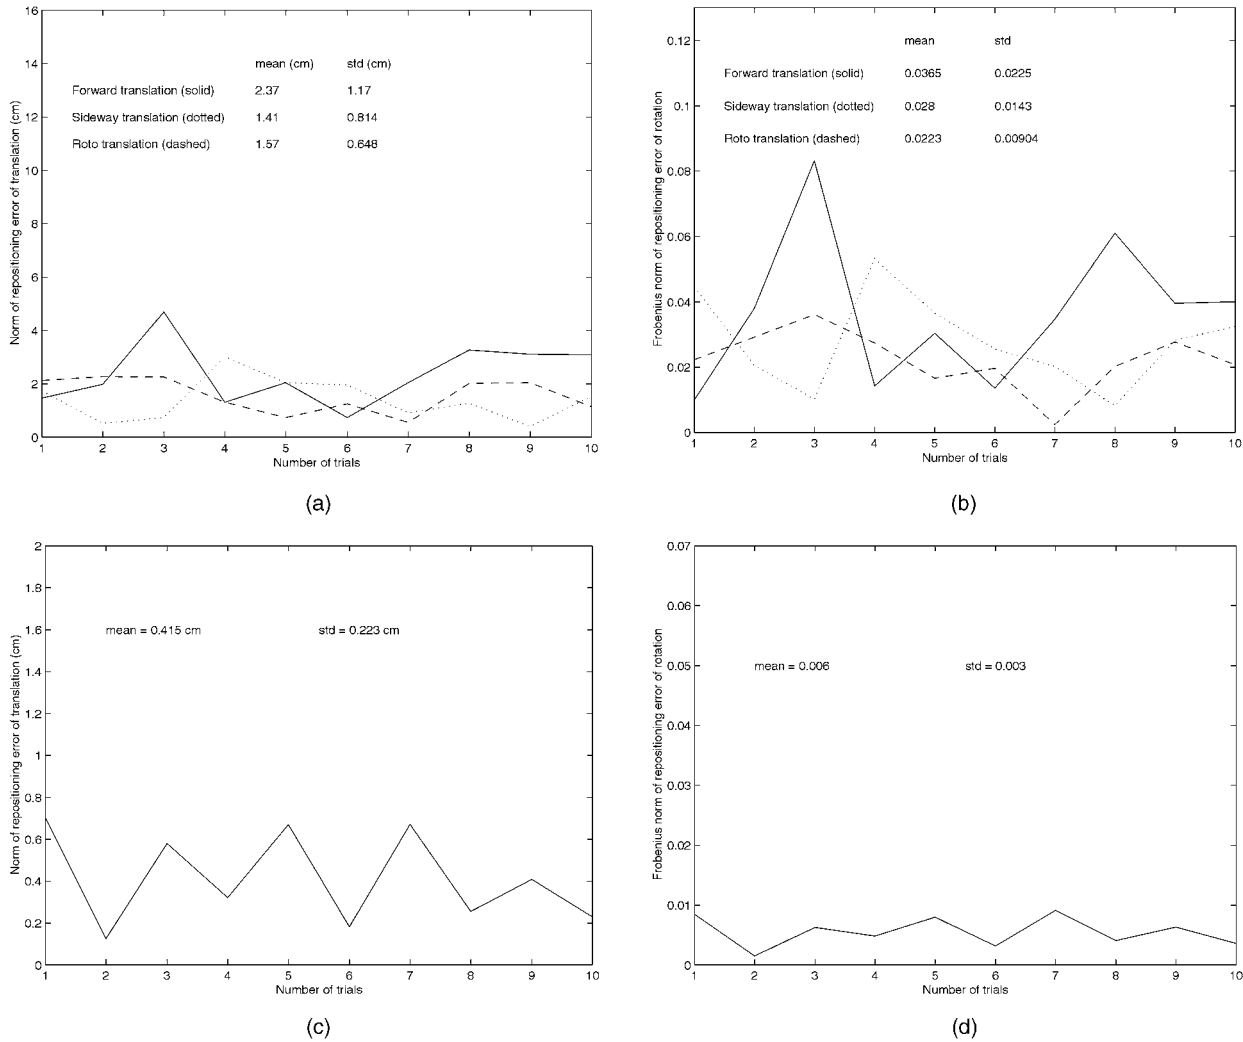 16
14
12
10
8
6
4
2
0
Norm of repositioning error of translation (cm)
mean (cm) std (cm)
Forward translation (solid) 2.37 1.17
Sideway translation (dotted) 1.41 0.814
Roto translation (dashed) 1.57 0.648
1 2 3 4 5 6 7 8 9 10
Number of trials
(a)
0.12
0.1
0.08
0.06
0.04
0.02
0
Frobenius norm of repositioning error of rotation
mean std
Forward translation (solid) 0.0365 0.0225
Sideway translation (dotted) 0.028 0.0143
Roto translation (dashed) 0.0223 0.00904
1 2 3 4 5 6 7 8 9 10
Number of trials
(b)
2
1.8
1.6
1.4
1.2
1
0.8
0.6
0.4
0.2
0
Norm of repositioning error of translation (cm)
mean = 0.415 cm std = 0.223 cm
1 2 3 4 5 6 7 8 9 10
Number of trials
(c)
0.07
0.06
0.05
0.04
0.03
0.02
0.01
0
Frobenius norm of repositioning error of rotation
mean = 0.006 std = 0.003
1 2 3 4 5 6 7 8 9 10
Number of trials
(d)